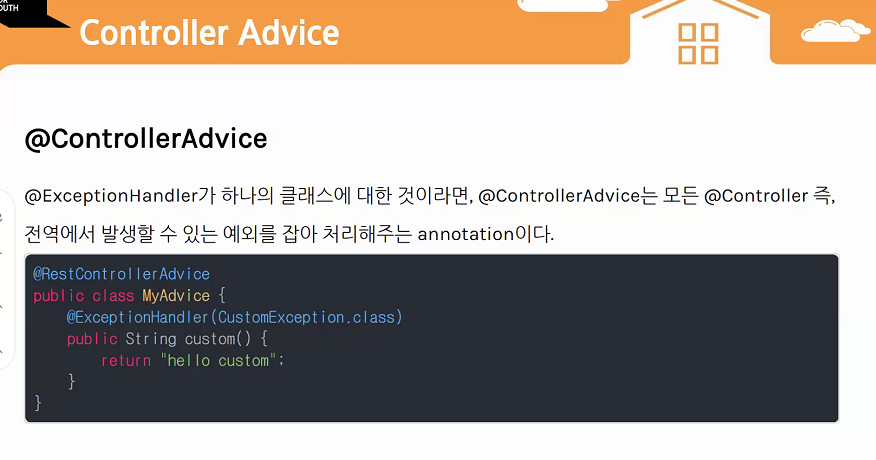 OUTH
Controller Advice
@ControllerAdvice
@ExceptionHandler가 하나의 클래스에 대한 것이라면, @ControllerAdvice는 모든 @Controller 즉,
전역에서 발생할 수 있는 예외를 잡아 처리해주는 annotation이다.
@RestControllerAdvice
public class MyAdvice {
    @ExceptionHandler(CustomException.class)
    public String custom() {
        return "hello custom";
    }
}